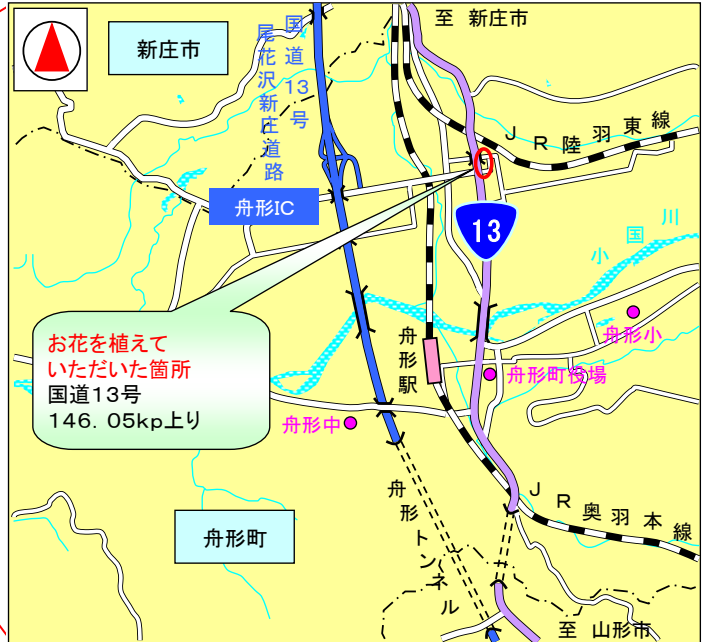 至 新庄市
新庄市
国道13号
尾花沢新庄道路
JR陸羽東線
舟形IC
13
小国川
お花を植えて
いただいた箇所
国道13号
146．05kp上り
舟形駅
舟形小
舟形町役場
舟形中
舟形トンネル
JR奥羽本線
舟形町
至 山形市